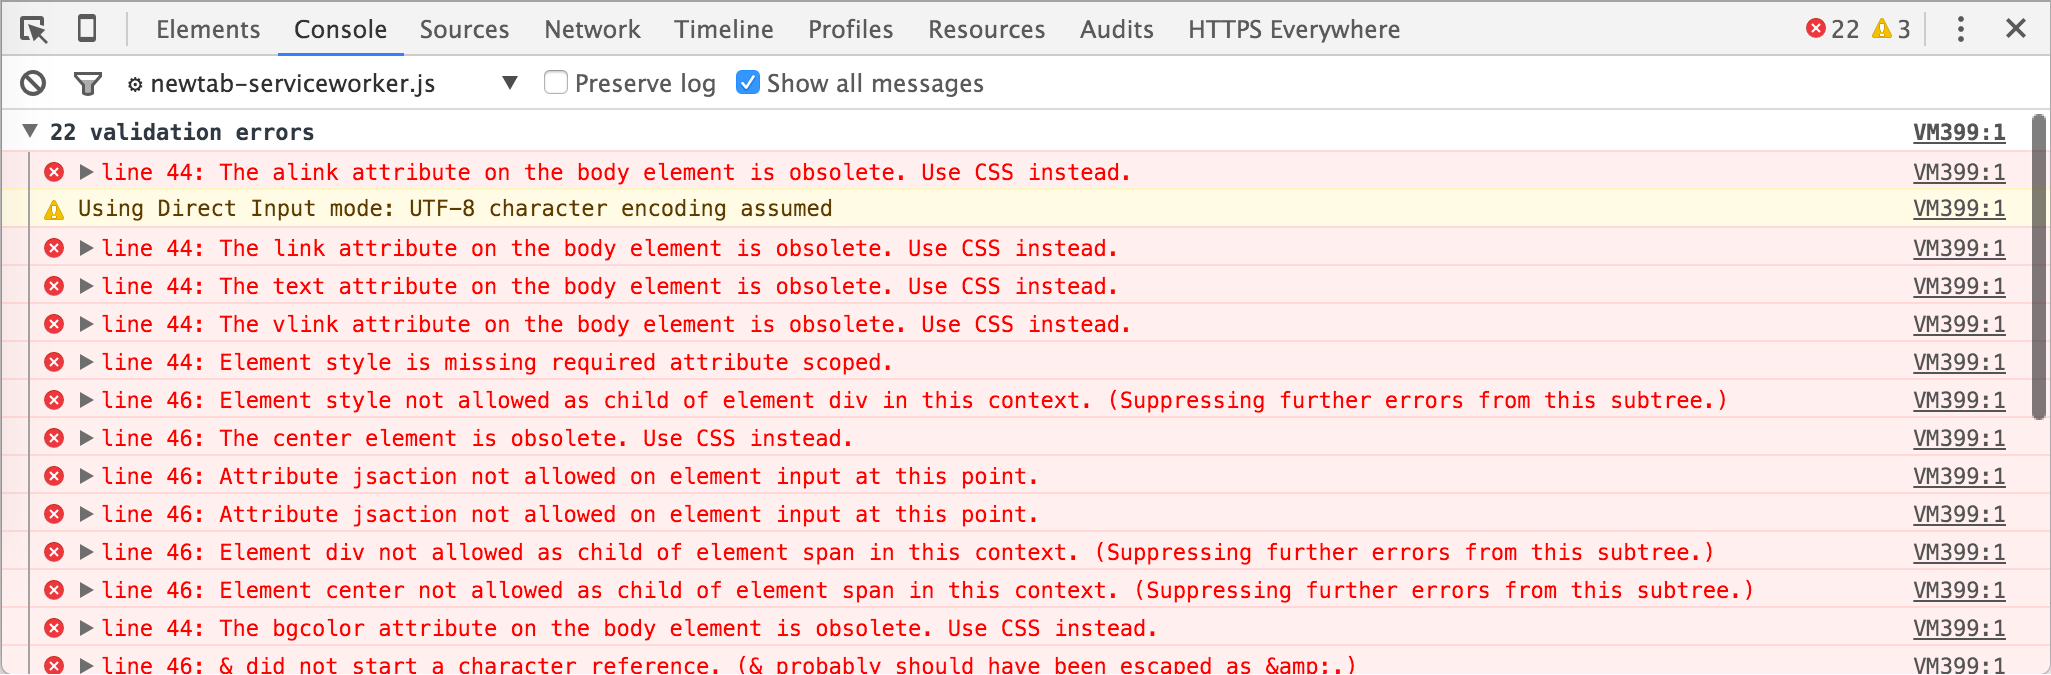 Elements Console Sources Network Timeline Profiles Resources Audits HTTPS Everywhere 22 3
newtab-serviceworker.js Preserve log Show all messages
22 validation errors VM399:1
line 44: The alink attribute on the body element is obsolete. Use CSS instead. VM399:1
Using Direct Input mode: UTF-8 character encoding assumed VM399:1
line 44: The link attribute on the body element is obsolete. Use CSS instead. VM399:1
line 44: The text attribute on the body element is obsolete. Use CSS instead. VM399:1
line 44: The vlink attribute on the body element is obsolete. Use CSS instead. VM399:1
line 44: Element style is missing required attribute scoped. VM399:1
line 46: Element style not allowed as child of element div in this context. (Suppressing further errors from this subtree.) VM399:1
line 46: The center element is obsolete. Use CSS instead. VM399:1
line 46: Attribute jsaction not allowed on element input at this point. VM399:1
line 46: Attribute jsaction not allowed on element input at this point. VM399:1
line 46: Element div not allowed as child of element span in this context. (Suppressing further errors from this subtree.) VM399:1
line 46: Element center not allowed as child of element span in this context. (Suppressing further errors from this subtree.) VM399:1
line 44: The bgcolor attribute on the body element is obsolete. Use CSS instead. VM399:1
line 46: & did not start a character reference. (& probably should have been escaped as &amp;.) VM399:1